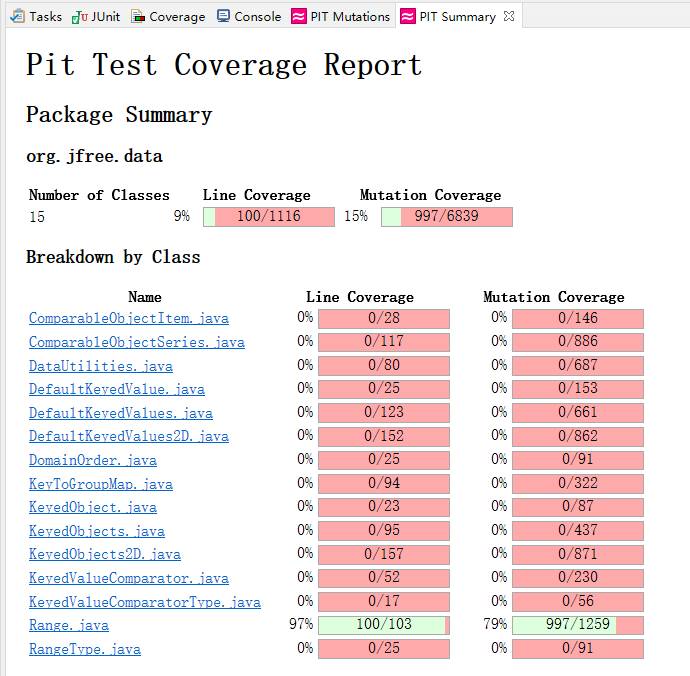 Tasks JUnit Coverage Console PIT Mutations PIT Summary
Pit Test Coverage Report
Package Summary
org.jfree.data
Number of Classes Line Coverage Mutation Coverage
15 9% 100/1116 15% 997/6839
Breakdown by Class
Name Line Coverage Mutation Coverage
ComparableObjectItem.java 0% 0/28 0% 0/146
ComparableObjectSeries.java 0% 0/117 0% 0/886
DataUtilities.java 0% 0/80 0% 0/687
DefaultKeyedValue.java 0% 0/25 0% 0/153
DefaultKeyedValues.java 0% 0/123 0% 0/661
DefaultKeyedValues2D.java 0% 0/152 0% 0/862
DomainOrder.java 0% 0/25 0% 0/91
KeyToGroupMap.java 0% 0/94 0% 0/322
KeyedObject.java 0% 0/23 0% 0/87
KeyedObjects.java 0% 0/95 0% 0/437
KeyedObjects2D.java 0% 0/157 0% 0/871
KeyedValueComparator.java 0% 0/52 0% 0/230
KeyedValueComparatorType.java 0% 0/17 0% 0/56
Range.java 97% 100/103 79% 997/1259
RangeType.java 0% 0/25 0% 0/91